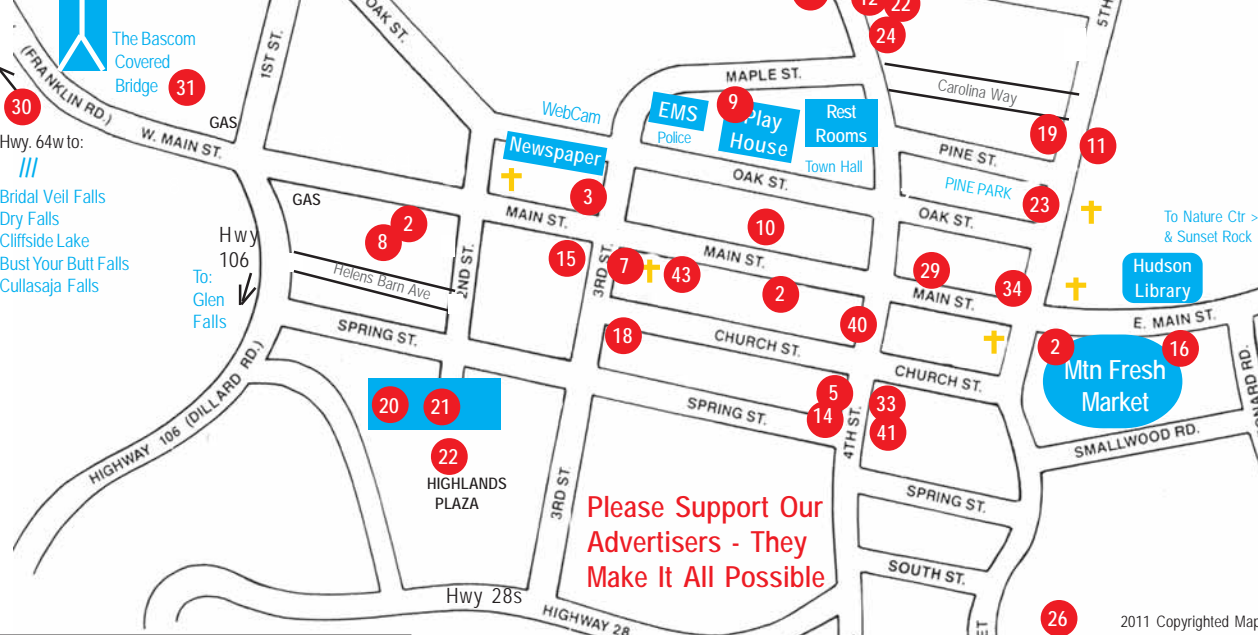 OAK ST.
12
22
5TH
24
The Bascom
Covered
Bridge
31
1ST ST.
(FRANKLIN RD.)
30
GAS
W. MAIN ST.
Hwy. 64w to:
Bridal Veil Falls
Dry Falls
Cliffside Lake
Bust Your Butt Falls
Cullasaja Falls
MAPLE ST.
Carolina Way
WebCam
EMS
Police
9
Play
House
Rest
Rooms
Town Hall
19
11
Newspaper
PINE ST.
OAK ST.
PINE PARK
23
OAK ST.
To Nature Ctr >
& Sunset Rock
GAS
3
MAIN ST.
10
2
8
Hwy
106
To:
Glen
Falls
Helens Barn Ave
2ND ST.
15
3RD ST.
7
43
MAIN ST.
2
29
MAIN ST.
34
Hudson
Library
E. MAIN ST.
SPRING ST.
18
CHURCH ST.
40
2
16
Mtn Fresh
Market
CHURCH ST.
HIGHWAY 106 (DILLARD RD.)
20
21
5
14
33
41
SPRING ST.
4TH ST.
SMALLWOOD RD.
22
HIGHLANDS
PLAZA
3RD ST.
SPRING ST.
Please Support Our
Advertisers - They
Make It All Possible
SOUTH ST.
Hwy 28s
HIGHWAY 28
26
2011 Copyrighted Map